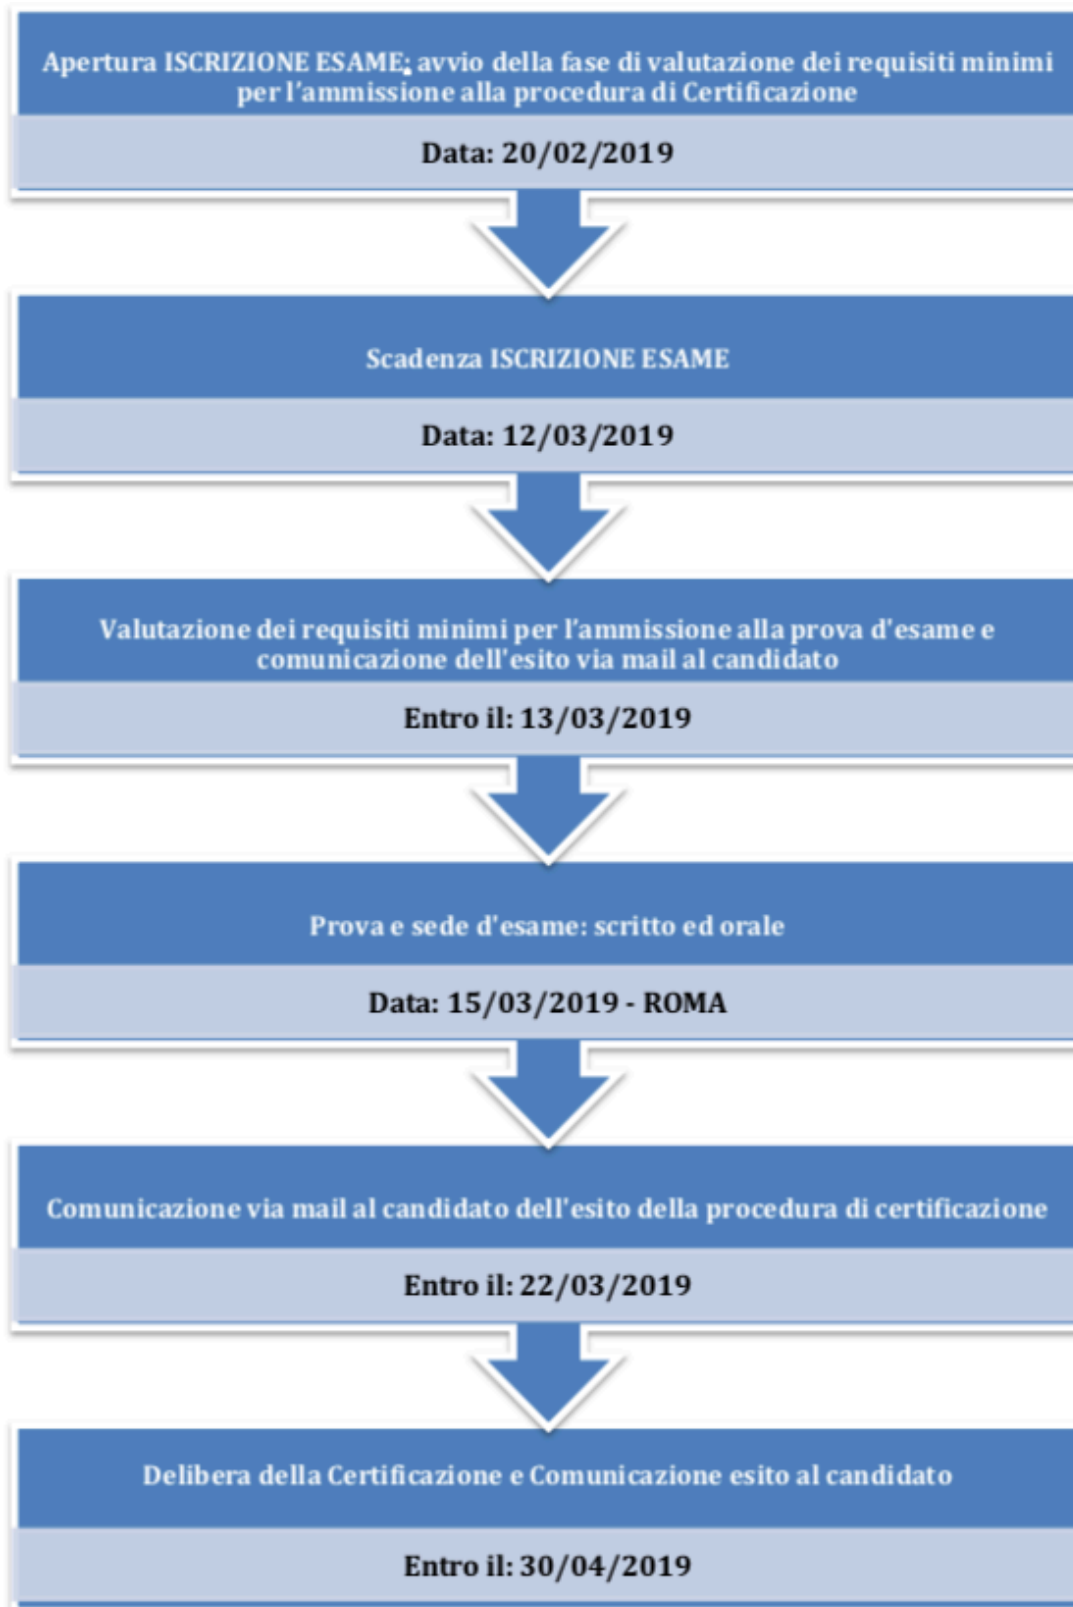 Apertura ISCRIZIONE ESAME; avvio della fase di valutazione dei requisiti minimi
per l'ammissione alla procedura di Certificazione
Data: 20/02/2019
Scadenza ISCRIZIONE ESAME
Data: 12/03/2019
Valutazione dei requisiti minimi per l'ammissione alla prova d'esame e
comunicazione dell'esito via mail al candidato
Entro il: 13/03/2019
Prova e sede d'esame: scritto ed orale
Data: 15/03/2019 - ROMA
Comunicazione via mail al candidato dell'esito della procedura di certificazione
Entro il: 22/03/2019
Delibera della Certificazione e Comunicazione esito al candidato
Entro il: 30/04/2019